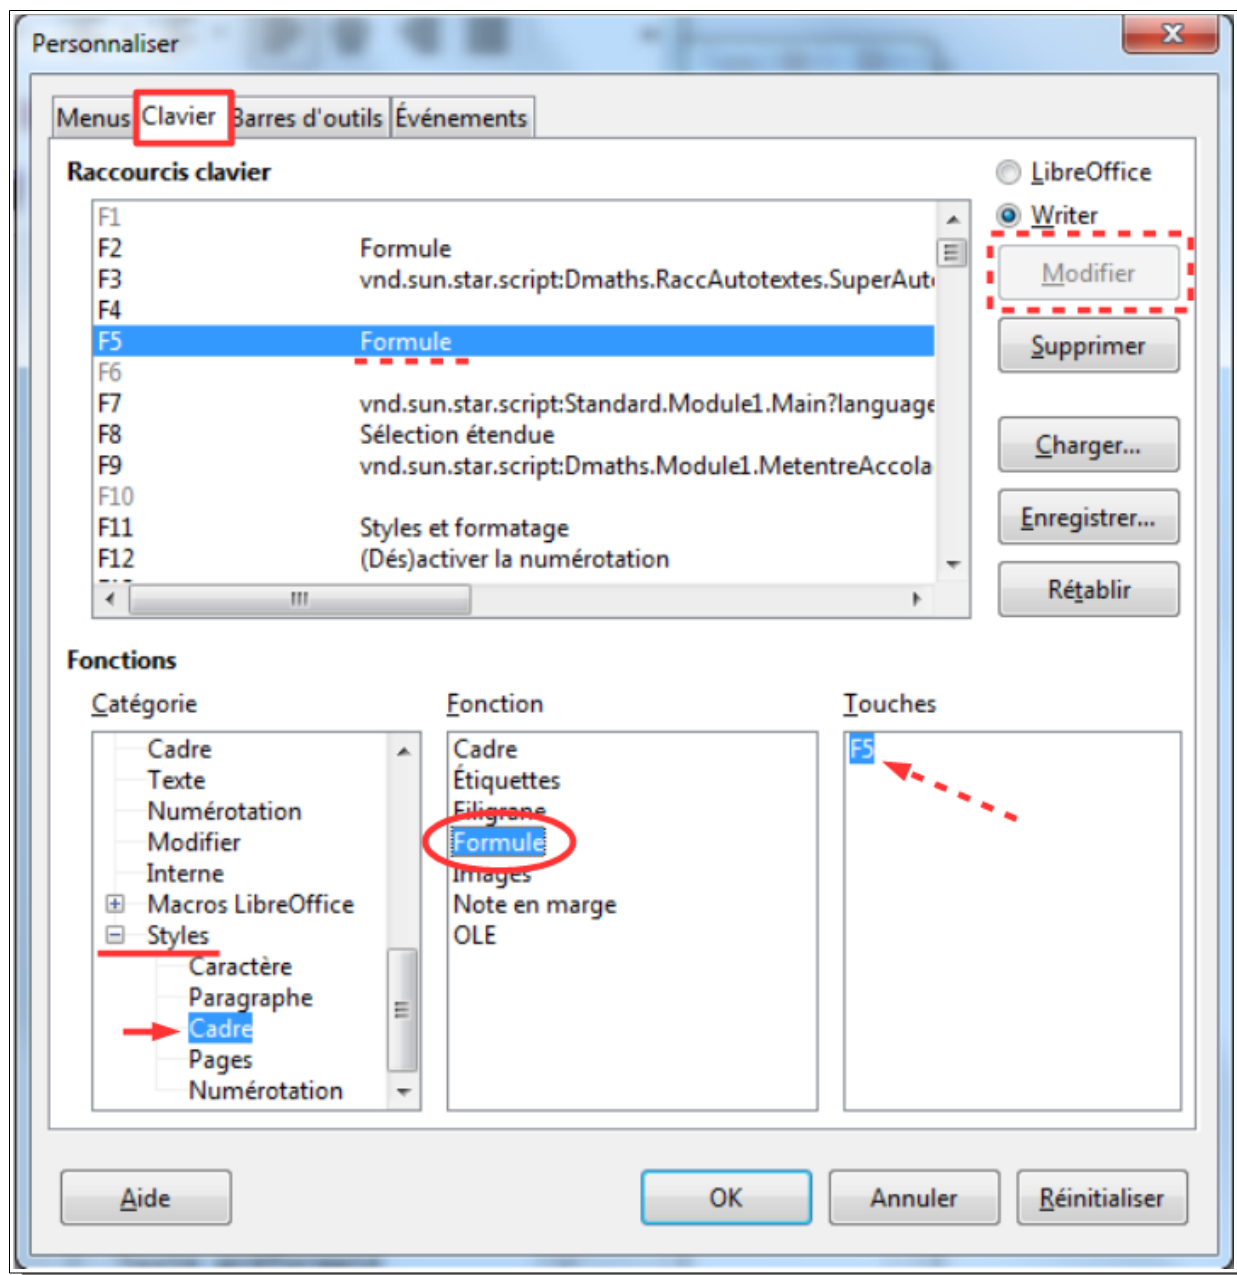 Personnaliser
Menus Clavier Barres d'outils Événements
Raccourcis clavier
LibreOffice
Writer
F1
F2 Formule
F3 vnd.sun.star.script:Dmaths.RaccAutotextes.SuperAut
F4
F5 Formule
F6
F7 vnd.sun.star.script:Standard.Module1.Main?language
F8 Sélection étendue
F9 vnd.sun.star.script:Dmaths.Module1.MetentreAccola
F10
F11 Styles et formatage
F12 (Dés)activer la numérotation
Modifier
Supprimer
Charger...
Enregistrer...
Rétablir
Fonctions
Catégorie
Cadre
Texte
Numérotation
Modifier
Interne
Macros LibreOffice
Styles
Caractère
Paragraphe
Cadre
Pages
Numérotation
Fonction
Cadre
Étiquettes
Filigrane
Formule
Images
Note en marge
OLE
Touches
F5
Aide OK Annuler Réinitialiser